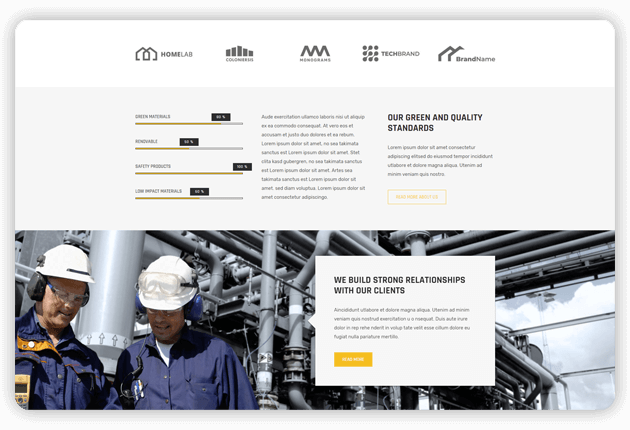 HOMELAB
COLONIESIG
MONOGRAMS
TECHBRAND
BrandName
GREEN MATERIALS
80 %
RENOVABLE
50 %
SAFETY PRODUCTS
100 %
LOW IMPACT MATERIALS
60 %
Aude exercitation ullamco laboris nisi ut aliquip
ex ea commodo consequat. At vero eos et
accusam et justo duo dolores et ea rebum.
Lorem ipsum dolor sit amet, no sea takimata
sanctus est Lorem ipsum dolor sit amet. Stet
clita kasd gubergren, no sea takimata sanctus
est Lorem ipsum dolor sit amet. Artes sea
takimata sanctus est Lorem ipsum dolor sit
amet, sed diam voluptua. Lorem ipsum dolor sit
amet, conse ctetur adipiscing.
OUR GREEN AND QUALITY
STANDARDS
Lorem ipsum dolor sit amet consectetur
adipiscing elitsed do eiusmod tempor incididunt
utlabore et dolore magna aliqua. Utenim ad
minim veniam quis nostru.
READ MORE ABOUT US
WE BUILD STRONG RELATIONSHIPS
WITH OUR CLIENTS
Aincididunt utlabore et dolore magna aliqua. Utenim ad minim
veniam quis nostrud exercitation u a nsequat. Duis aute irure
dolor in rep rehe nderit in volup tate velit esse cillum dolore eu
fugiat nulla pariature mertillo.
READ MORE